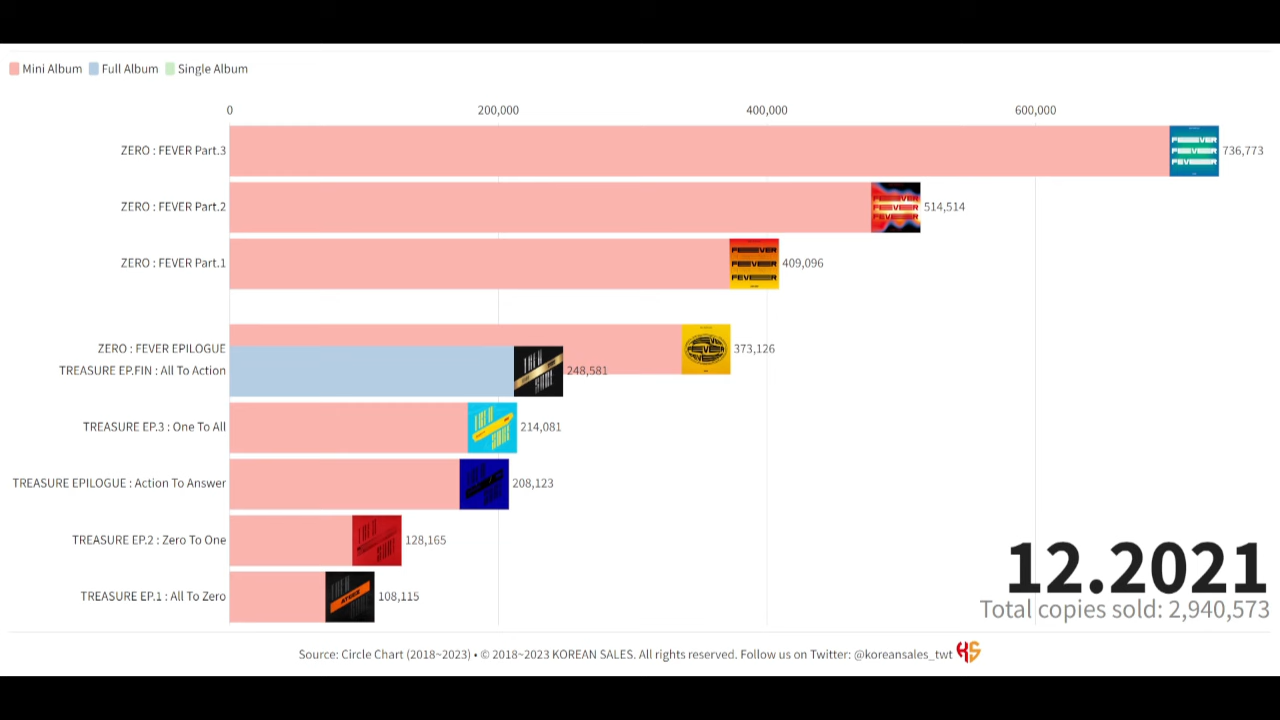 Mini Album Full Album Single Album
0 200,000 400,000 600,000
ZERO : FEVER Part.3 736,773
ZERO : FEVER Part.2 514,514
ZERO : FEVER Part.1 409,096
ZERO : FEVER EPILOGUE 373,126
TREASURE EP.FIN : All To Action 248,581
TREASURE EP.3 : One To All 214,081
TREASURE EPILOGUE : Action To Answer 208,123
TREASURE EP.2 : Zero To One 128,165
TREASURE EP.1 : All To Zero 108,115
12.2021
Total copies sold: 2,940,573
Source: Circle Chart (2018~2023) • © 2018~2023 KOREAN SALES. All rights reserved. Follow us on Twitter: @koreansales_twt KS